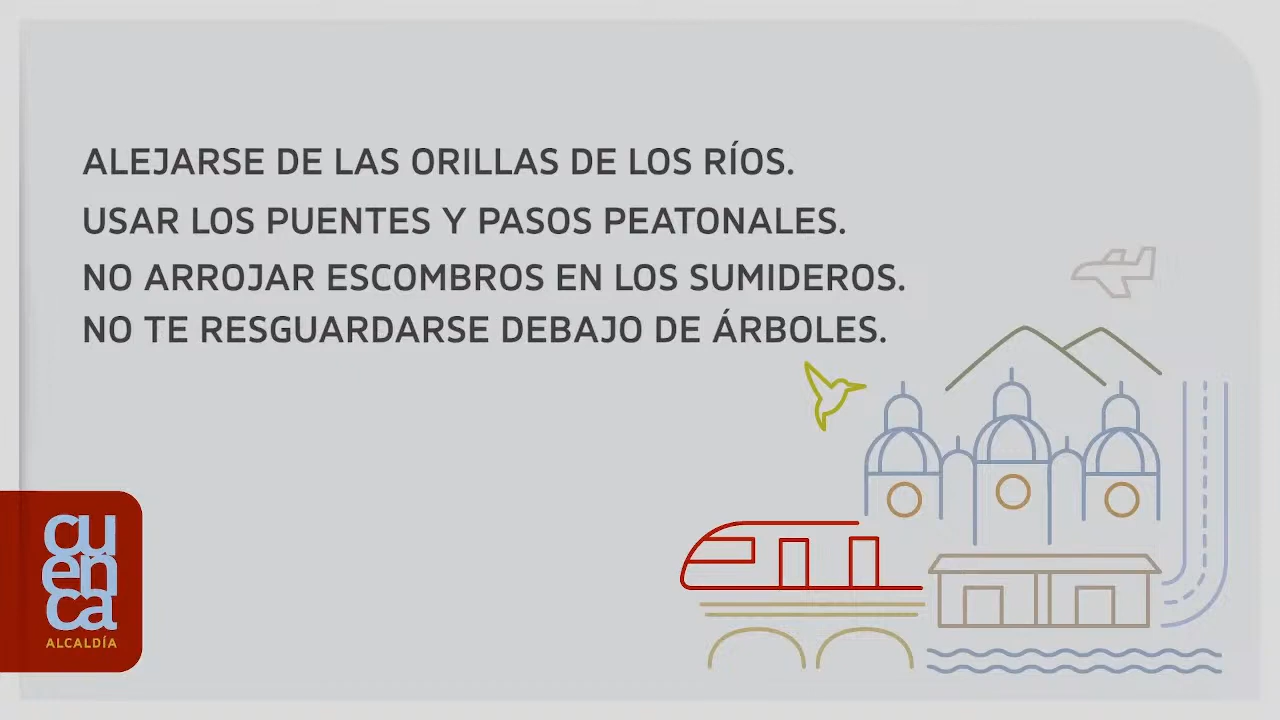 ALEJARSE DE LAS ORILLAS DE LOS RÍOS.
USAR LOS PUENTES Y PASOS PEATONALES.
NO ARROJAR ESCOMBROS EN LOS SUMIDEROS.
NO TE RESGUARDARSE DEBAJO DE ÁRBOLES.
cu
en
ca
ALCALDÍA